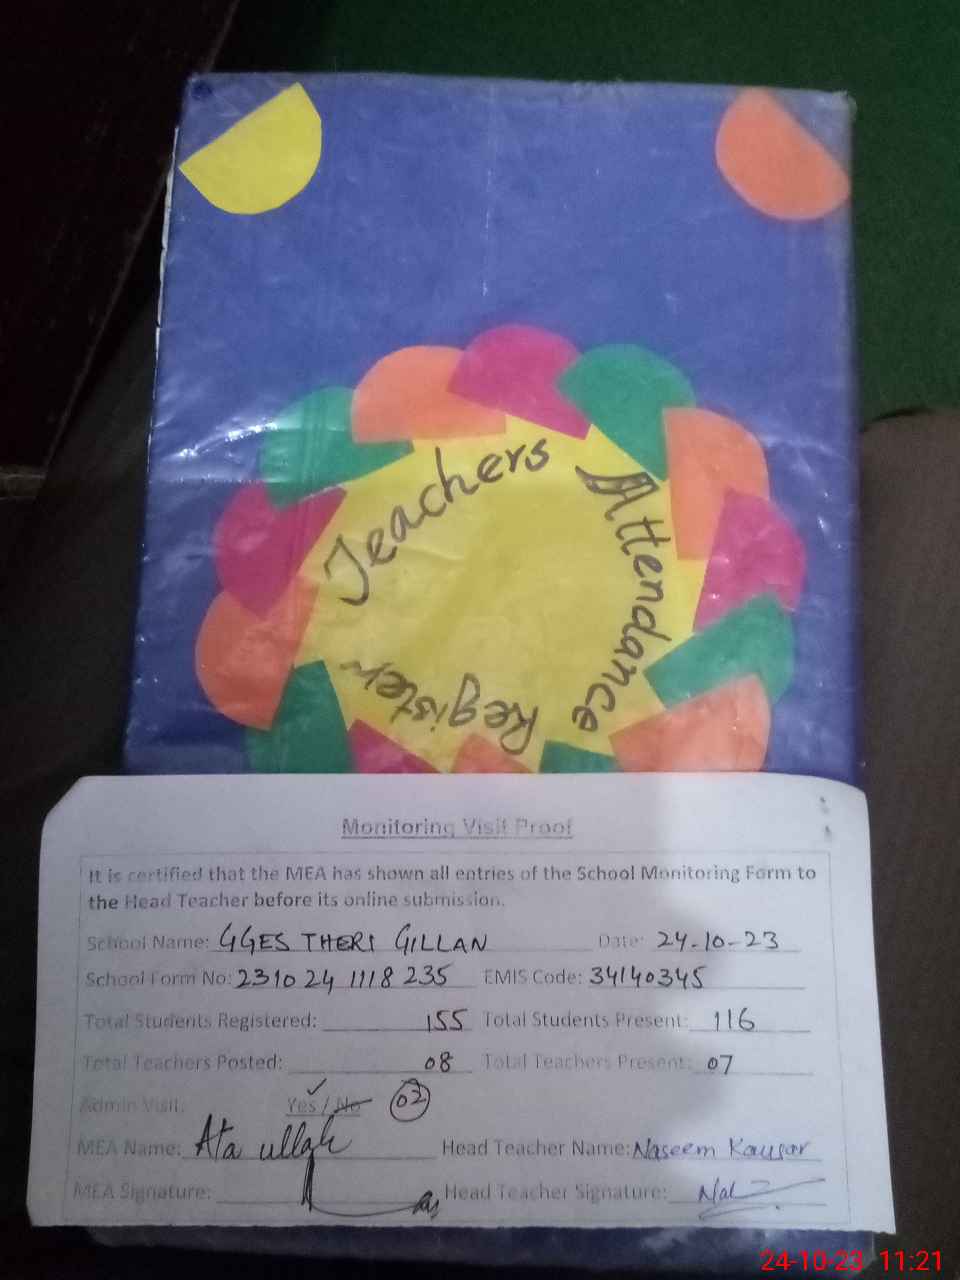 Teachers
Attendance
Register
Monitoring Visit Proof
It is certified that the MEA has shown all entries of the School Monitoring Form to
the Head Teacher before its online submission.
School Name: GGES THERI GILLAN Date: 24-10-23
School Form No: 2310 24 1118 235 EMIS Code: 34140345
Total Students Registered: 155 Total Students Present: 116
Total Teachers Posted: 08 Total Teachers Present: 07
Admin Visit: Yes / No 02
MEA Name: Ata ullah Head Teacher Name: Naseem Kausar
MEA Signature: Head Teacher Signature:
24-10-23 11:21